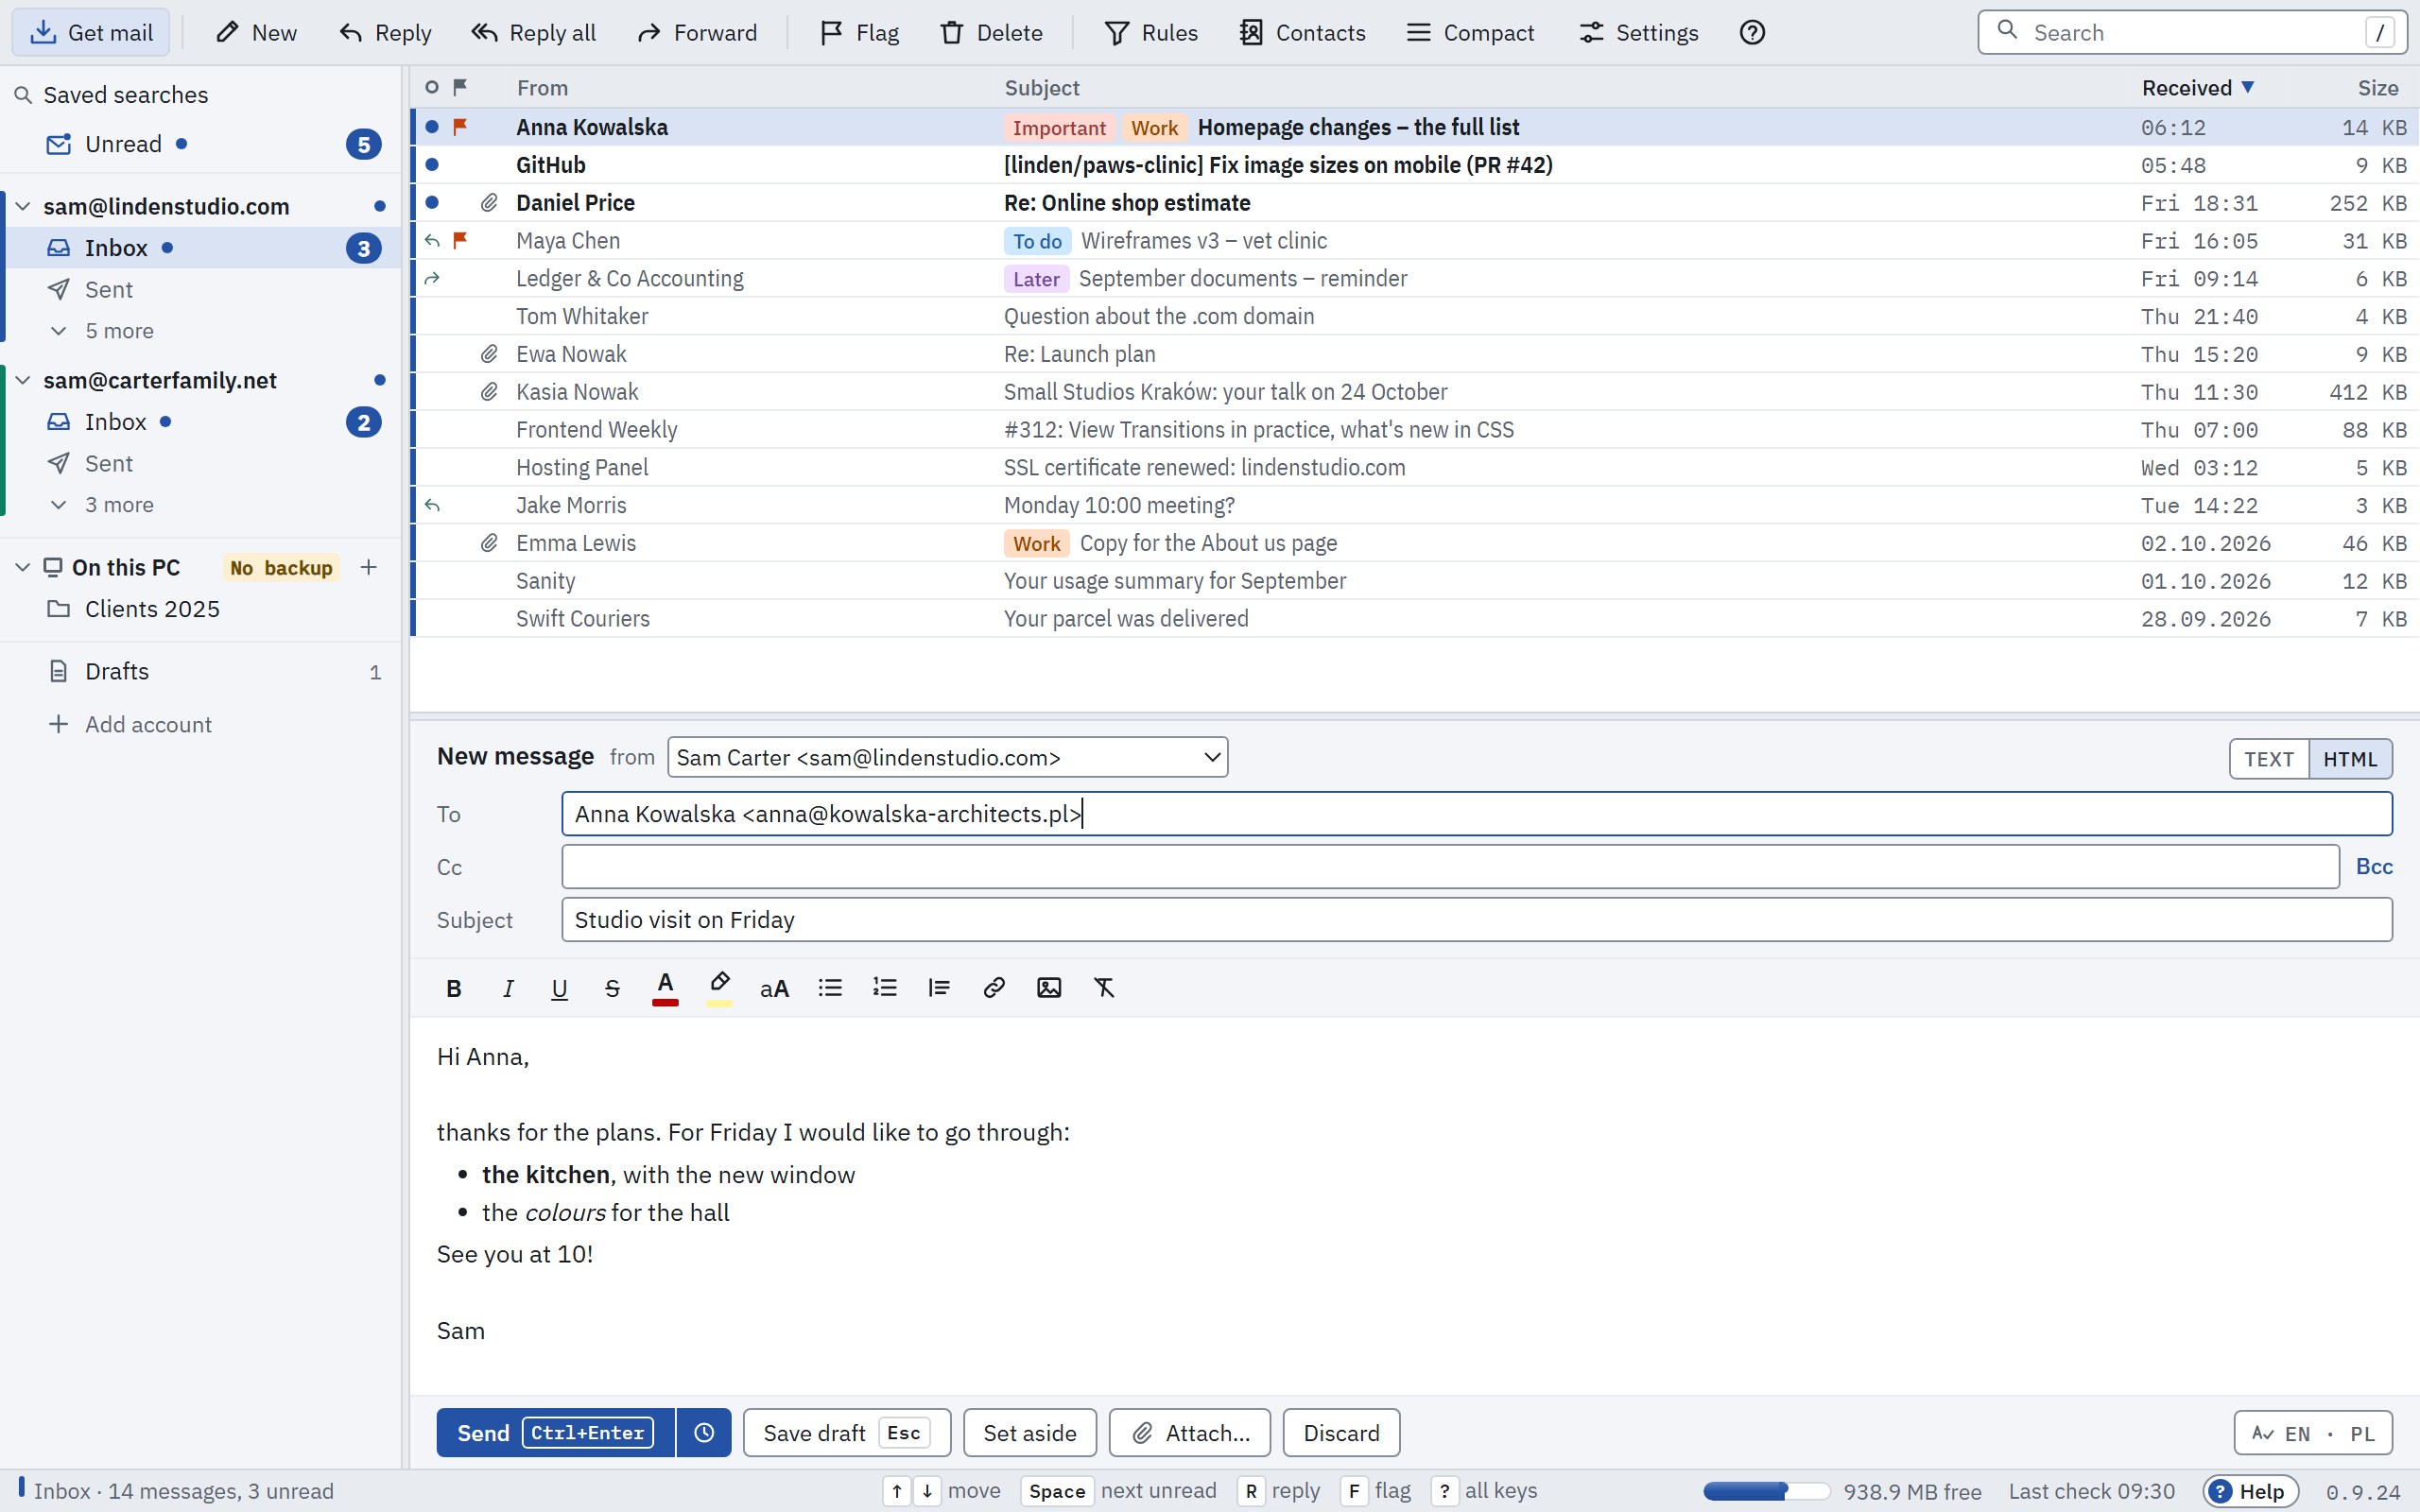 Get mail New Reply Reply all Forward Flag Delete Rules Contacts Compact Settings Search /
Saved searches
Unread 5
sam@lindenstudio.com
Inbox 3
Sent
5 more
sam@carterfamily.net
Inbox 2
Sent
3 more
On this PC No backup
Clients 2025
Drafts 1
Add account
From Subject Received Size
Anna Kowalska Important Work Homepage changes – the full list 06:12 14 KB
GitHub [linden/paws-clinic] Fix image sizes on mobile (PR #42) 05:48 9 KB
Daniel Price Re: Online shop estimate Fri 18:31 252 KB
Maya Chen To do Wireframes v3 – vet clinic Fri 16:05 31 KB
Ledger & Co Accounting Later September documents – reminder Fri 09:14 6 KB
Tom Whitaker Question about the .com domain Thu 21:40 4 KB
Ewa Nowak Re: Launch plan Thu 15:20 9 KB
Kasia Nowak Small Studios Kraków: your talk on 24 October Thu 11:30 412 KB
Frontend Weekly #312: View Transitions in practice, what's new in CSS Thu 07:00 88 KB
Hosting Panel SSL certificate renewed: lindenstudio.com Wed 03:12 5 KB
Jake Morris Monday 10:00 meeting? Tue 14:22 3 KB
Emma Lewis Work Copy for the About us page 02.10.2026 46 KB
Sanity Your usage summary for September 01.10.2026 12 KB
Swift Couriers Your parcel was delivered 28.09.2026 7 KB
New message from Sam Carter <sam@lindenstudio.com> TEXT HTML
To Anna Kowalska <anna@kowalska-architects.pl>
Cc Bcc
Subject Studio visit on Friday
B I U S A aA
Hi Anna,
thanks for the plans. For Friday I would like to go through:
• the kitchen, with the new window
• the colours for the hall
See you at 10!
Sam
Send Ctrl+Enter Save draft Esc Set aside Attach... Discard EN · PL
Inbox · 14 messages, 3 unread ↑ ↓ move Space next unread R reply F flag ? all keys 938.9 MB free Last check 09:30 ? Help 0.9.24